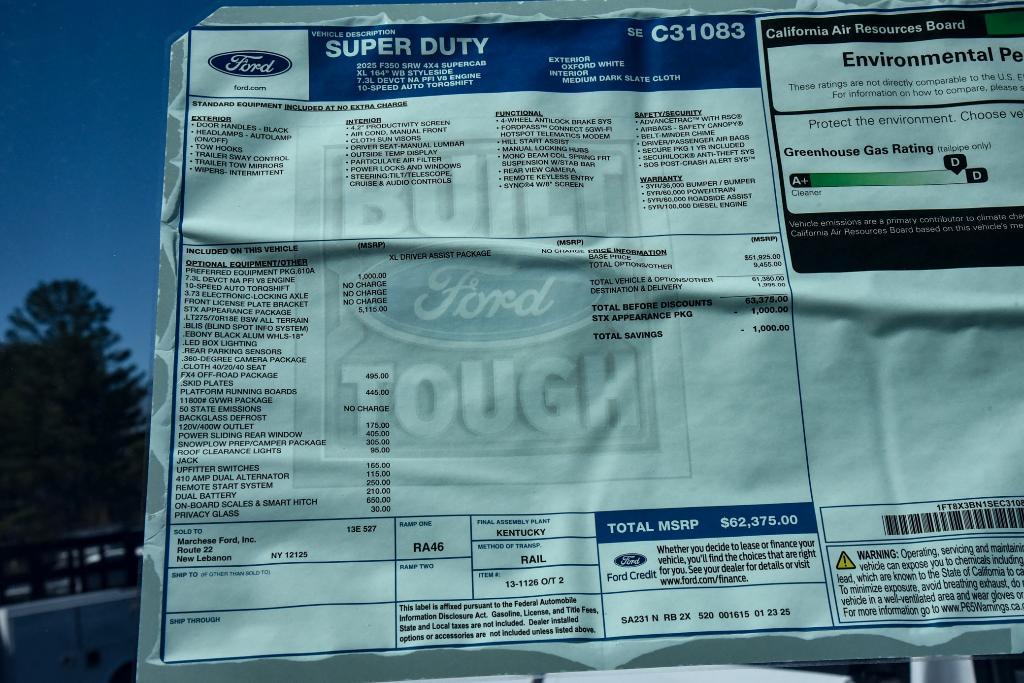 Ford
ford.com
VEHICLE DESCRIPTION
SUPER DUTY
2025 F350 SRW 4X4 SUPERCAB
XL 164" WB STYLESIDE
7.3L DEVCT NA PFI V8 ENGINE
10-SPEED AUTO TORQSHIFT
SE C31083
EXTERIOR
OXFORD WHITE
INTERIOR
MEDIUM DARK SLATE CLOTH
STANDARD EQUIPMENT INCLUDED AT NO EXTRA CHARGE
EXTERIOR
• DOOR HANDLES - BLACK
• HEADLAMPS - AUTOLAMP
(ON/OFF)
• TOW HOOKS
• TRAILER SWAY CONTROL
• TRAILER TOW MIRRORS
• WIPERS- INTERMITTENT
INTERIOR
• 4.2" PRODUCTIVITY SCREEN
• AIR COND, MANUAL FRONT
• CLOTH SUN VISORS
• DRIVER SEAT-MANUAL LUMBAR
• OUTSIDE TEMP DISPLAY
• PARTICULATE AIR FILTER
• POWER LOCKS AND WINDOWS
• STEERING:TILT/TELESCOPE,
CRUISE & AUDIO CONTROLS
FUNCTIONAL
• 4-WHEEL ANTILOCK BRAKE SYS
• FORDPASS™ CONNECT 5GWI-FI
HOTSPOT TELEMATICS MODEM
• HILL START ASSIST
• MANUAL LOCKING HUBS
• MONO BEAM COIL SPRING FRT
SUSPENSION W/STAB BAR
• REAR VIEW CAMERA
• REMOTE KEYLESS ENTRY
• SYNC®4 W/8" SCREEN
SAFETY/SECURITY
• ADVANCETRAC™ WITH RSC®
• AIRBAGS - SAFETY CANOPY®
• BELT-MINDER CHIME
• DRIVER/PASSENGER AIR BAGS
• SECURE PKG 1 YR INCLUDED
• SECURILOCK® ANTI-THEFT SYS
• SOS POST-CRASH ALERT SYS™
WARRANTY
• 3YR/36,000 BUMPER / BUMPER
• 5YR/60,000 POWERTRAIN
• 5YR/60,000 ROADSIDE ASSIST
• 5YR/100,000 DIESEL ENGINE
BUILT
Ford
TOUGH
INCLUDED ON THIS VEHICLE (MSRP)
OPTIONAL EQUIPMENT/OTHER
PREFERRED EQUIPMENT PKG.610A
7.3L DEVCT NA PFI V8 ENGINE 1,000.00
10-SPEED AUTO TORQSHIFT NO CHARGE
3.73 ELECTRONIC-LOCKING AXLE NO CHARGE
FRONT LICENSE PLATE BRACKET NO CHARGE
STX APPEARANCE PACKAGE 5,115.00
.LT275/70R18E BSW ALL TERRAIN
.BLIS (BLIND SPOT INFO SYSTEM)
.EBONY BLACK ALUM WHLS-18"
.LED BOX LIGHTING
.REAR PARKING SENSORS
.360-DEGREE CAMERA PACKAGE
.CLOTH 40/20/40 SEAT
FX4 OFF-ROAD PACKAGE 495.00
.SKID PLATES
PLATFORM RUNNING BOARDS 445.00
11800# GVWR PACKAGE
50 STATE EMISSIONS NO CHARGE
BACKGLASS DEFROST
120V/400W OUTLET 175.00
POWER SLIDING REAR WINDOW 405.00
SNOWPLOW PREP/CAMPER PACKAGE 305.00
ROOF CLEARANCE LIGHTS 95.00
JACK
UPFITTER SWITCHES 165.00
410 AMP DUAL ALTERNATOR 115.00
REMOTE START SYSTEM 250.00
DUAL BATTERY 210.00
ON-BOARD SCALES & SMART HITCH 650.00
PRIVACY GLASS 30.00
(MSRP)
XL DRIVER ASSIST PACKAGE NO CHARGE
PRICE INFORMATION (MSRP)
BASE PRICE $51,925.00
TOTAL OPTIONS/OTHER 9,455.00
TOTAL VEHICLE & OPTIONS/OTHER 61,380.00
DESTINATION & DELIVERY 1,995.00
TOTAL BEFORE DISCOUNTS 63,375.00
STX APPEARANCE PKG - 1,000.00
TOTAL SAVINGS - 1,000.00
SOLD TO 13E 527
Marchese Ford, Inc.
Route 22
New Lebanon NY 12125
SHIP TO (IF OTHER THAN SOLD TO)
SHIP THROUGH
RAMP ONE
RA46
RAMP TWO
FINAL ASSEMBLY PLANT
KENTUCKY
METHOD OF TRANSP.
RAIL
ITEM #:
13-1126 O/T 2
This label is affixed pursuant to the Federal Automobile
Information Disclosure Act. Gasoline, License, and Title Fees,
State and Local taxes are not included. Dealer installed
options or accessories are not included unless listed above.
TOTAL MSRP $62,375.00
Ford
Ford Credit
Whether you decide to lease or finance your
vehicle, you'll find the choices that are right
for you. See your dealer for details or visit
www.ford.com/finance.
SA231 N RB 2X 520 001615 01 23 25
California Air Resources Board
Environmental Pe
These ratings are not directly comparable to the U.S. E
For information on how to compare, please s
Protect the environment. Choose ve
Greenhouse Gas Rating (tailpipe only)
D
A+
D
Cleaner
Vehicle emissions are a primary contributor to climate chan
California Air Resources Board based on this vehicle's me
1FT8X3BN1SEC3108
WARNING: Operating, servicing and maintainin
vehicle can expose you to chemicals including
lead, which are known to the State of California to ca
To minimize exposure, avoid breathing exhaust, do n
vehicle in a well-ventilated area and wear gloves or
For more information go to www.P65Warnings.ca.